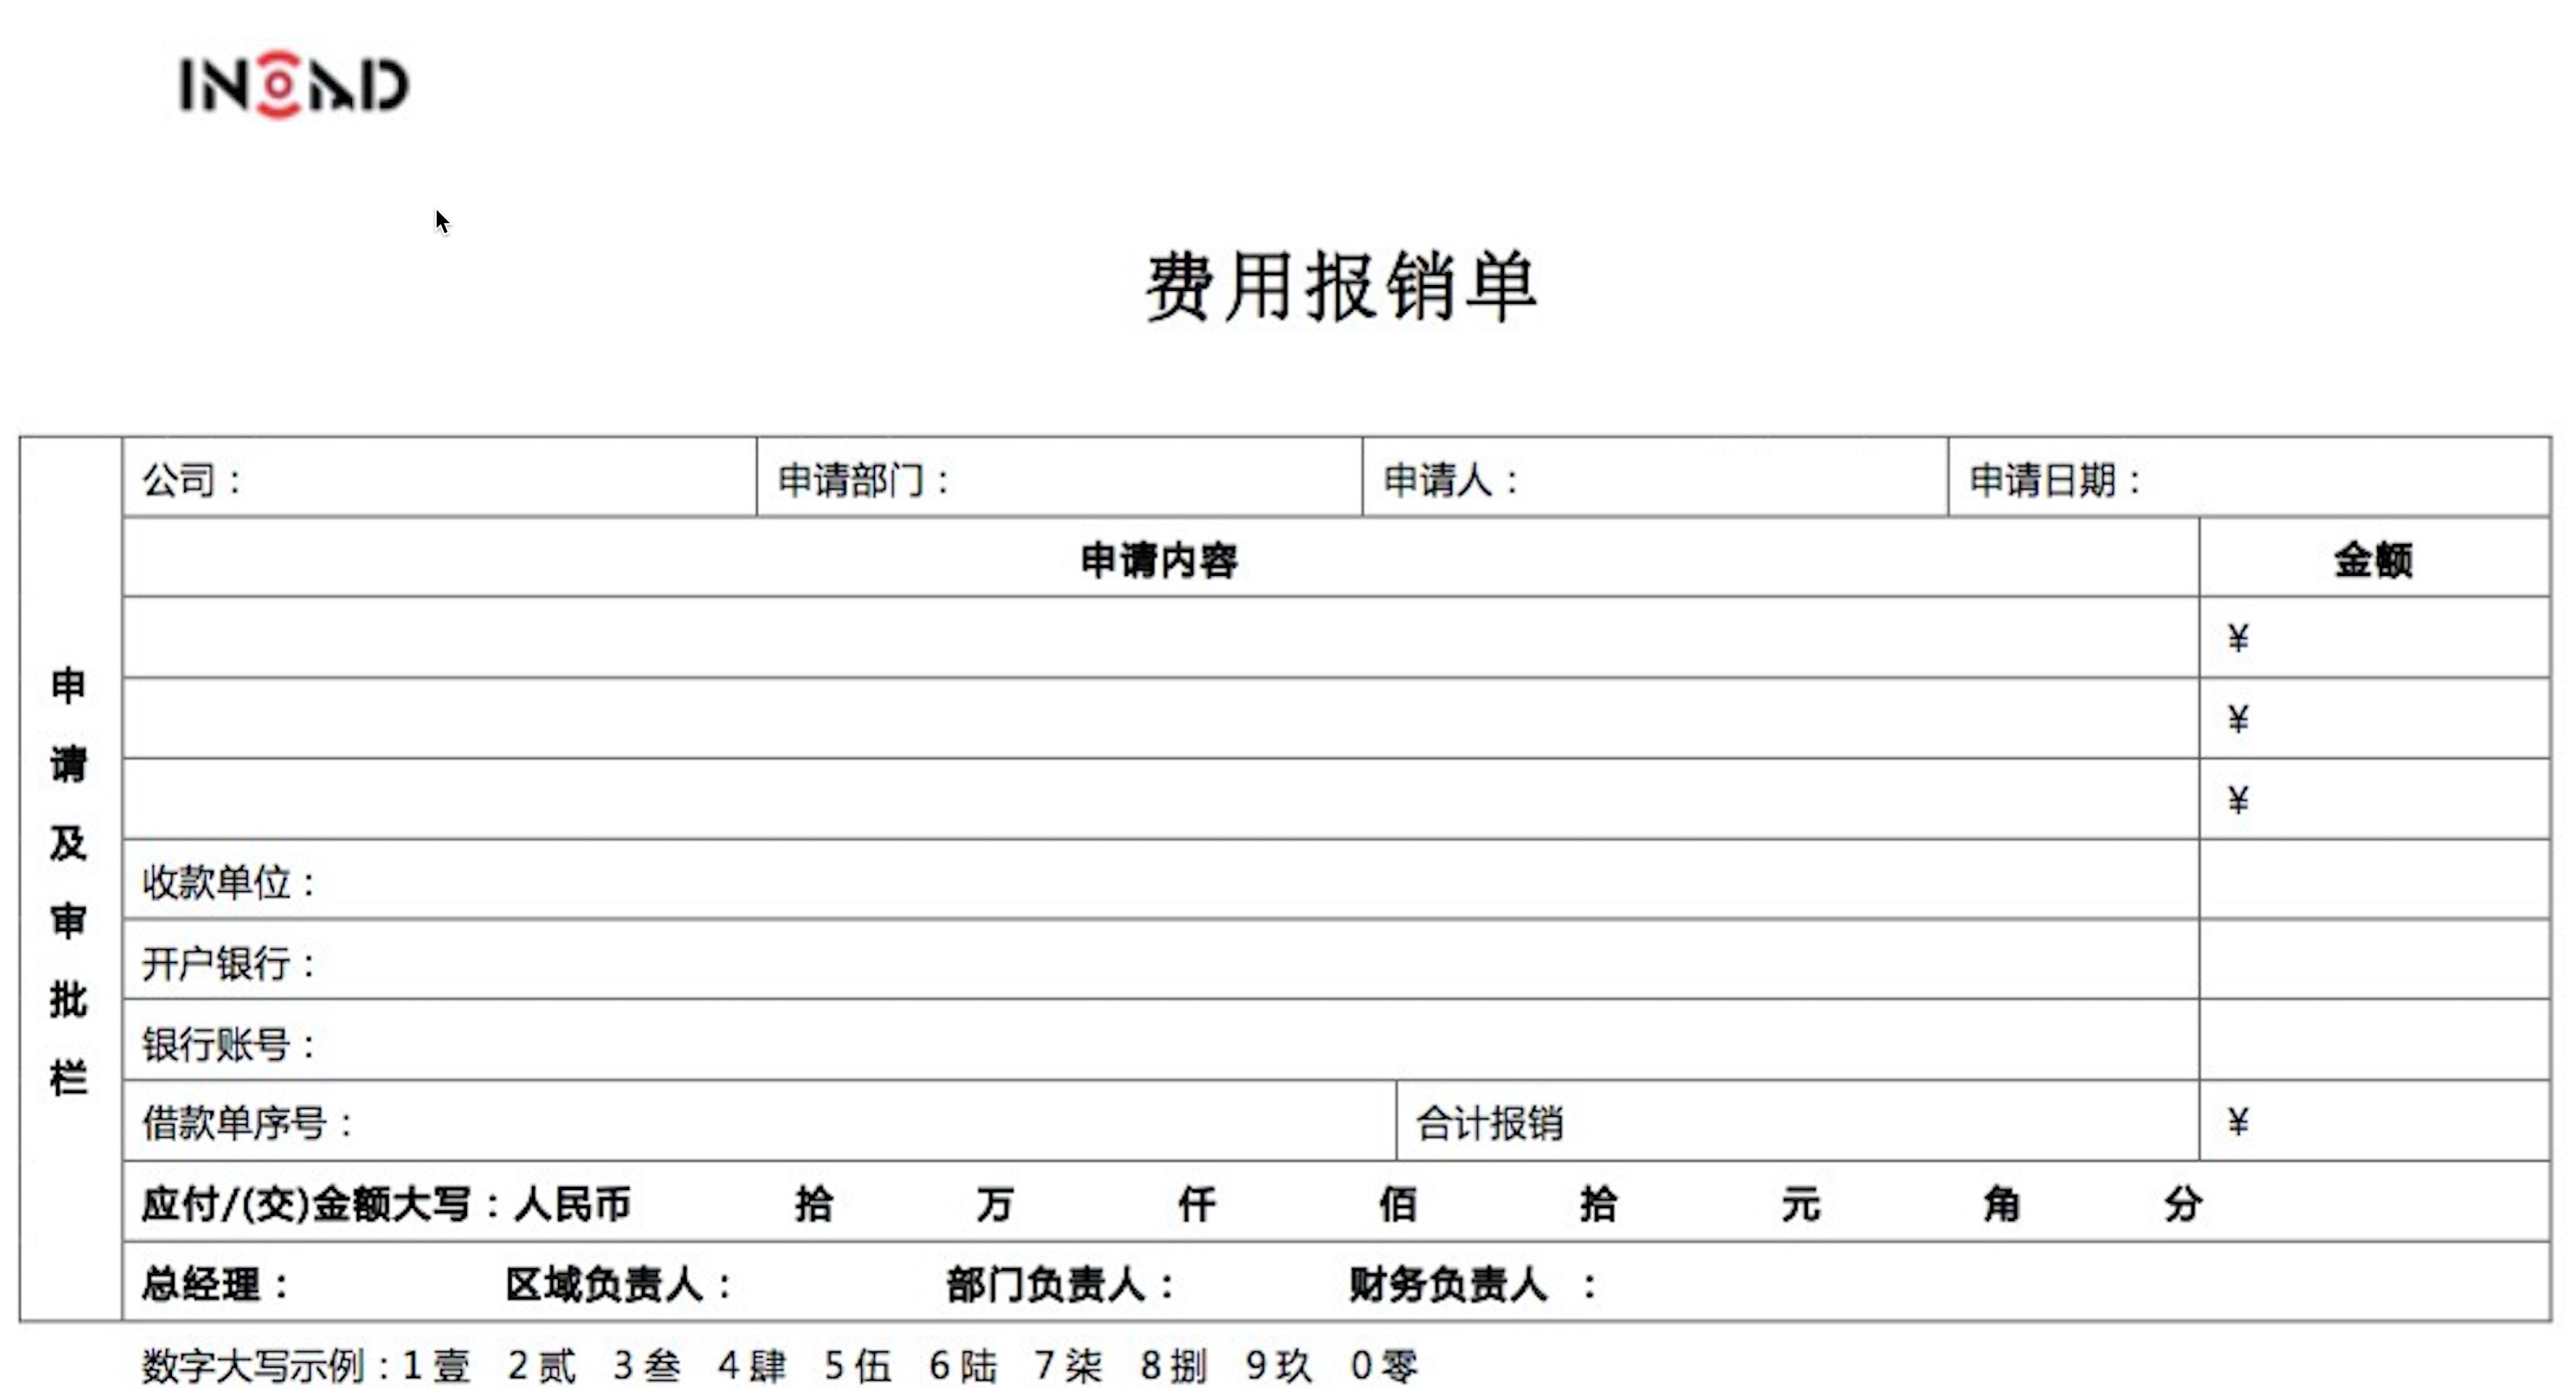 INOAD
费用报销单
公司： 申请部门： 申请人： 申请日期：
申请内容 金额
¥
¥
¥
申请及审批栏
收款单位：
开户银行：
银行账号：
借款单序号： 合计报销 ¥
应付/(交)金额大写：人民币 拾 万 仟 佰 拾 元 角 分
总经理： 区域负责人： 部门负责人： 财务负责人 ：
数字大写示例：1壹 2贰 3叁 4肆 5伍 6陆 7柒 8捌 9玖 0零